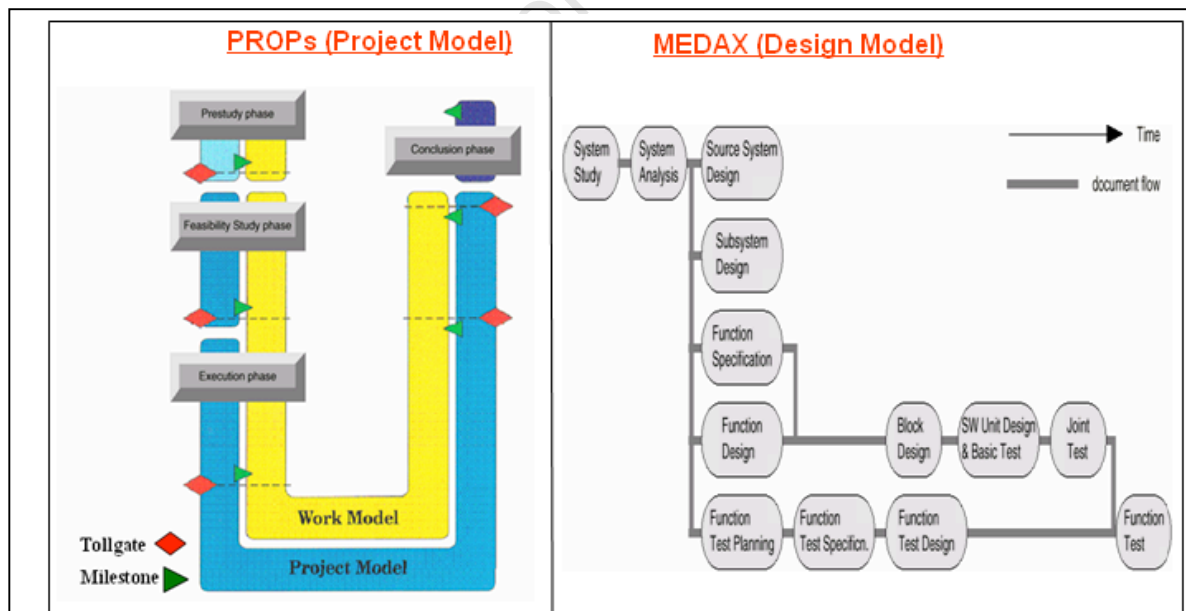 PROPs (Project Model)
Prestudy phase
Conclusion phase
Feasibility Study phase
Execution phase
Work Model
Project Model
Tollgate
Milestone
MEDAX (Design Model)
Time
document flow
System
Study
System
Analysis
Source System
Design
Subsystem
Design
Function
Specification
Function
Design
Block
Design
SW Unit Design
& Basic Test
Joint
Test
Function
Test Planning
Function
Test Specificn.
Function
Test Design
Function
Test